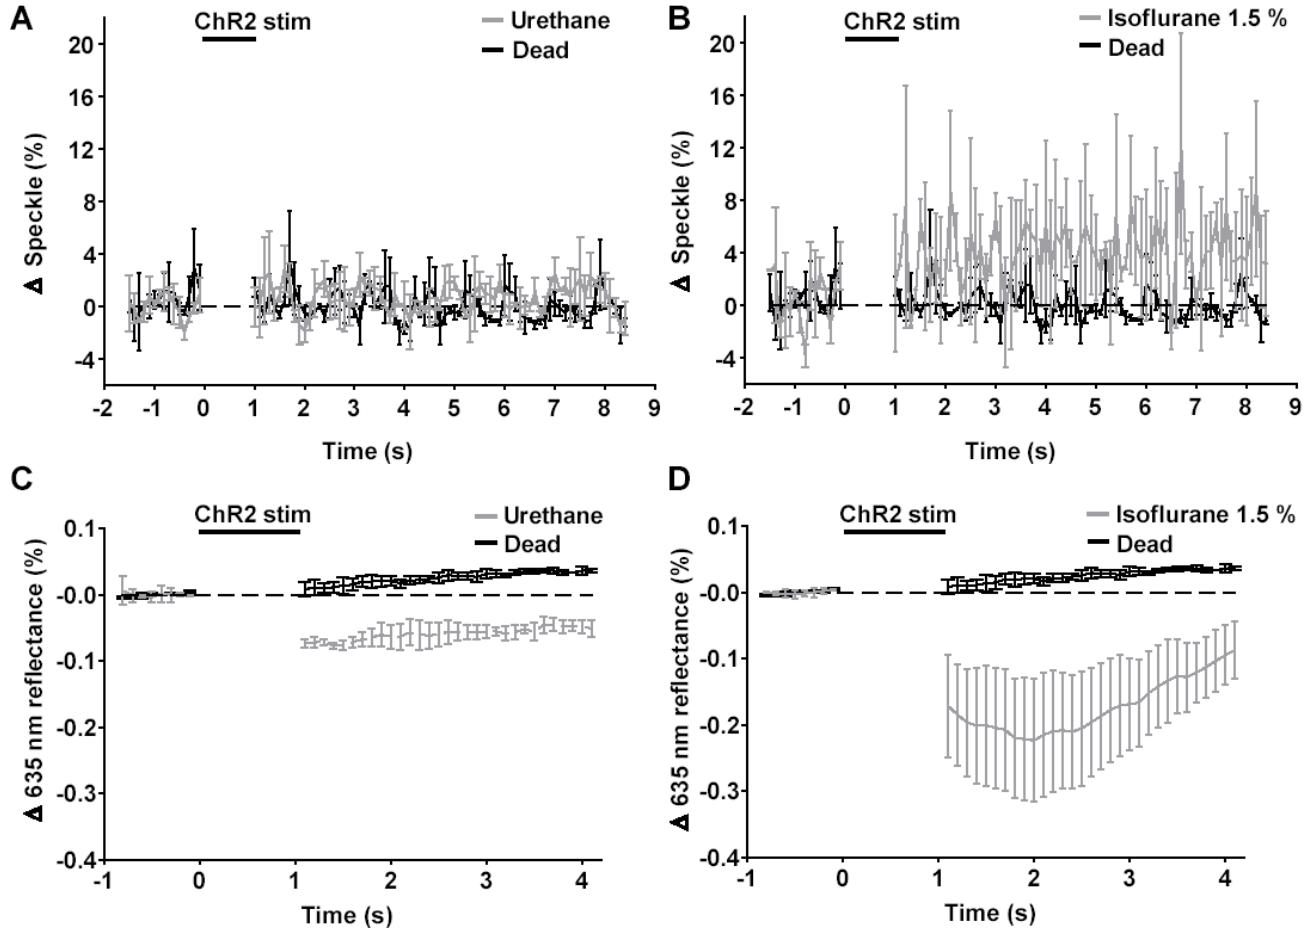 A
ChR2 stim
Urethane
Dead
Δ Speckle (%)
20
16
12
8
4
0
-4
-2 -1 0 1 2 3 4 5 6 7 8 9
Time (s)
B
ChR2 stim
Isoflurane 1.5 %
Dead
Δ Speckle (%)
20
16
12
8
4
0
-4
-2 -1 0 1 2 3 4 5 6 7 8 9
Time (s)
C
ChR2 stim
Urethane
Dead
Δ 635 nm reflectance (%)
0.1
-0.0
-0.1
-0.2
-0.3
-0.4
-1 0 1 2 3 4
Time (s)
D
ChR2 stim
Isoflurane 1.5 %
Dead
Δ 635 nm reflectance (%)
0.1
-0.0
-0.1
-0.2
-0.3
-0.4
-1 0 1 2 3 4
Time (s)